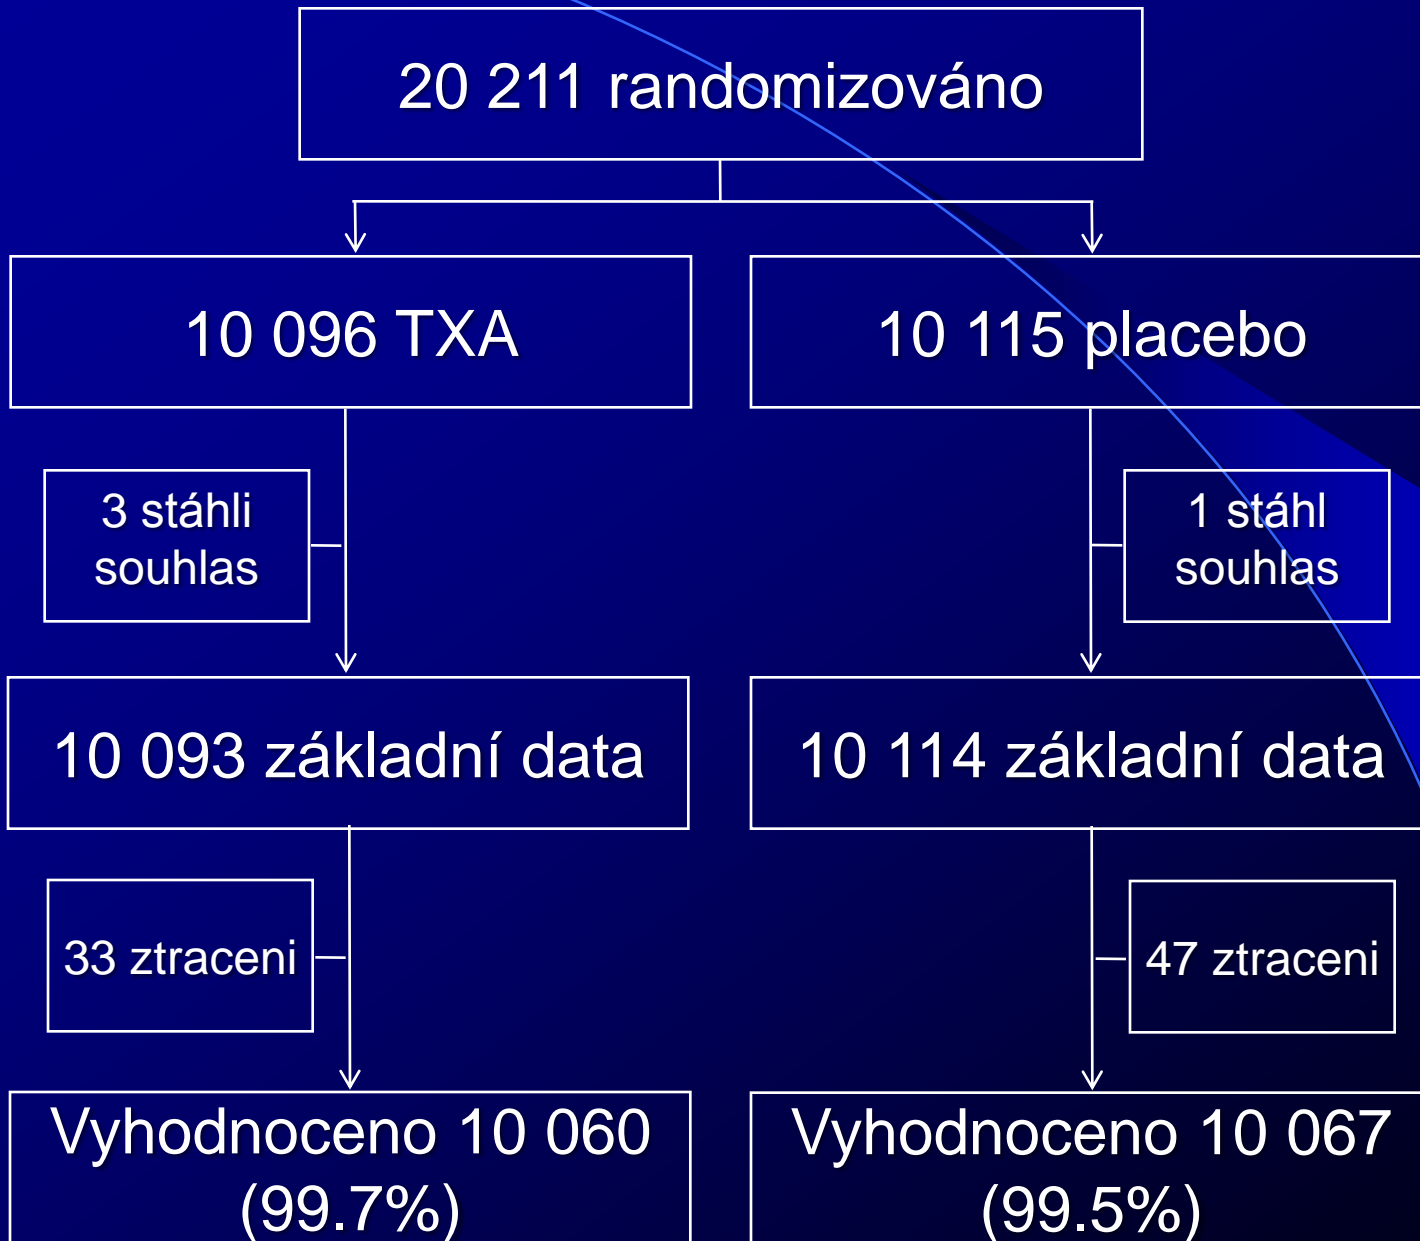 20 211 randomizováno
10 096 TXA
10 115 placebo
3 stáhli
souhlas
1 stáhl
souhlas
10 093 základní data
10 114 základní data
33 ztraceni
47 ztraceni
Vyhodnoceno 10 060
(99.7%)
Vyhodnoceno 10 067
(99.5%)